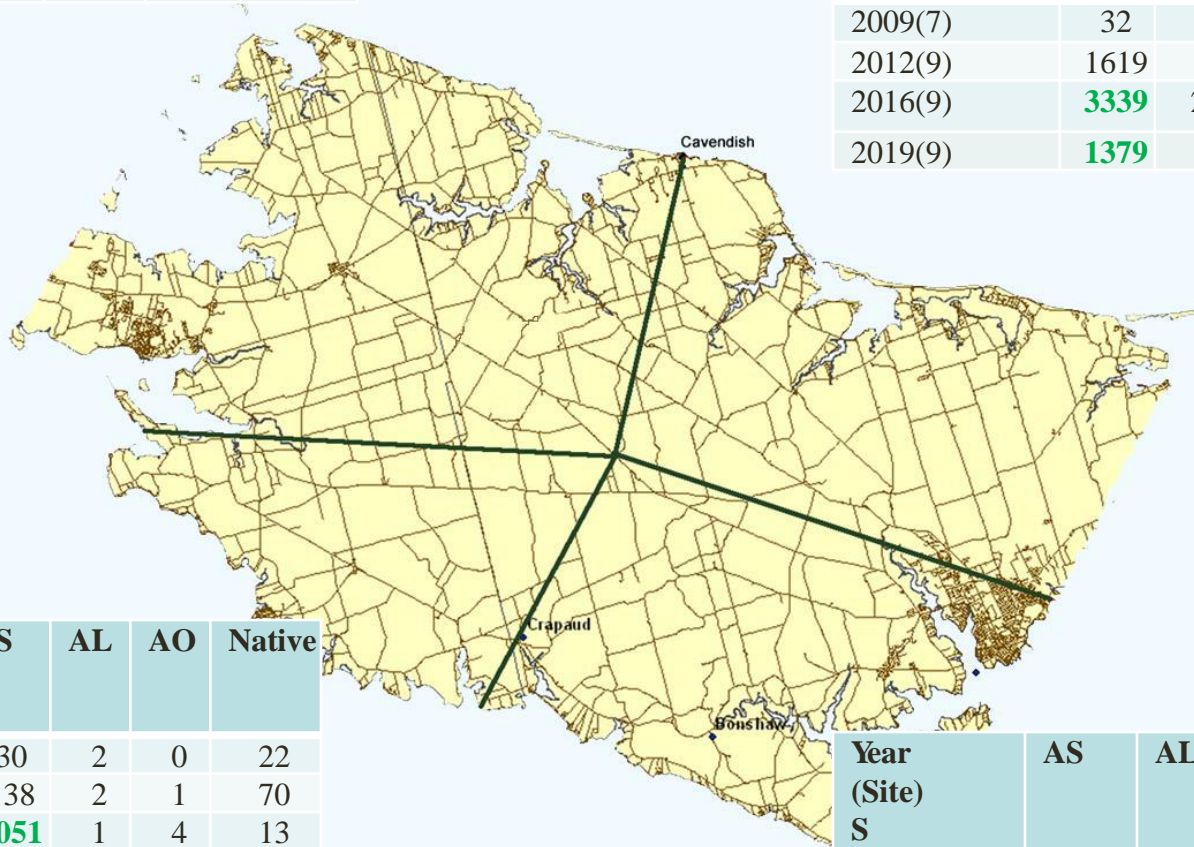 2009(7) 32
2012(9) 1619
2016(9) 3339 2
2019(9) 1379
Cavendish
Crapaud
Bonshaw
S AL AO Native
30 2 0 22
38 2 1 70
051 1 4 13
Year AS AL
(Site)
S